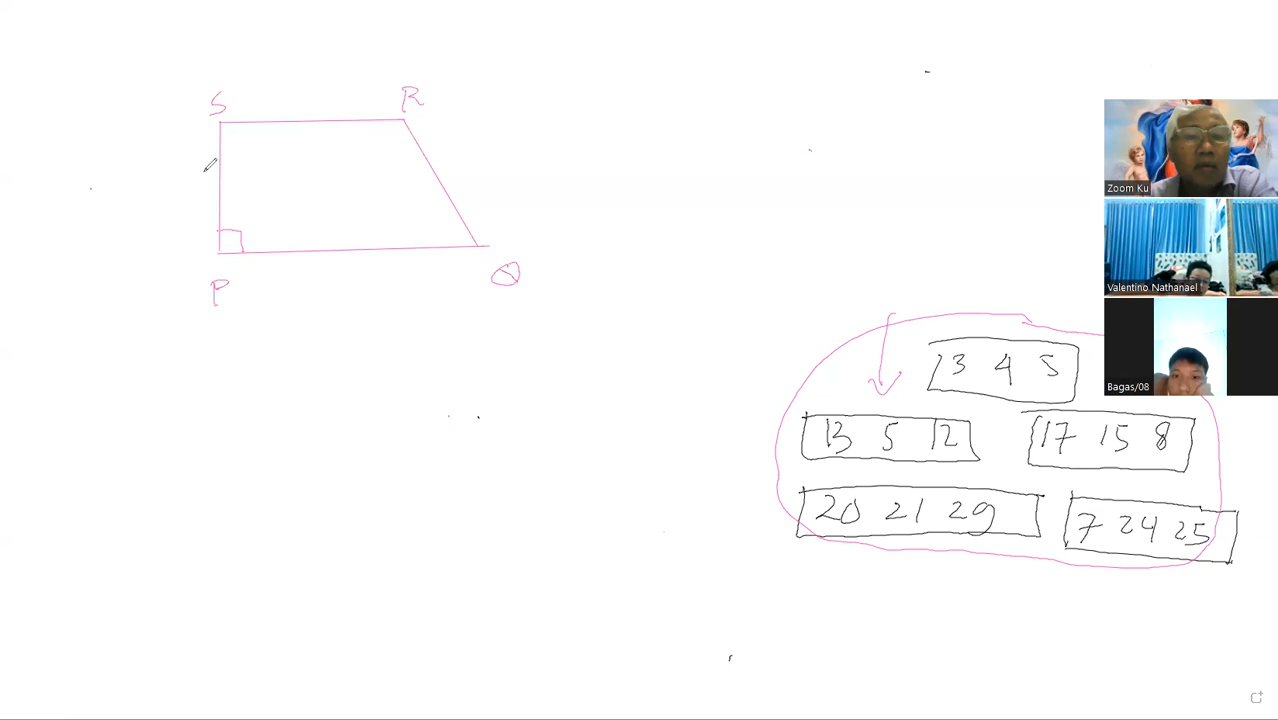 S R
P Q
3 4 5
13 5 12
17 15 8
20 21 29
7 24 25
Zoom Ku
Valentino Nathanael
Bagas/08